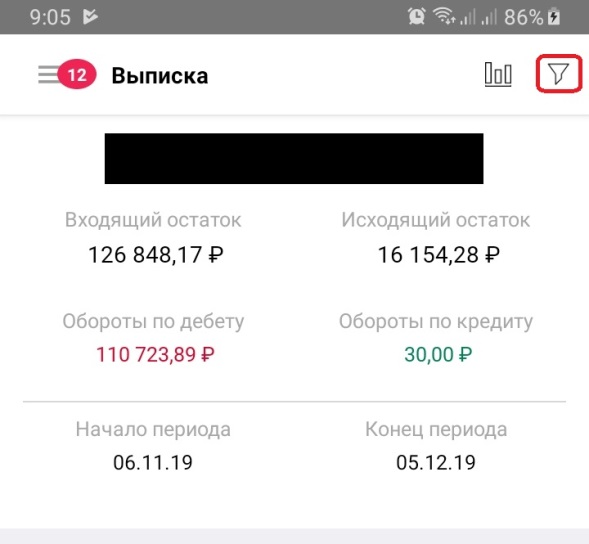 9:05 86%
12 Выписка
Входящий остаток Исходящий остаток
126 848,17 ₽ 16 154,28 ₽
Обороты по дебету Обороты по кредиту
110 723,89 ₽ 30,00 ₽
Начало периода Конец периода
06.11.19 05.12.19